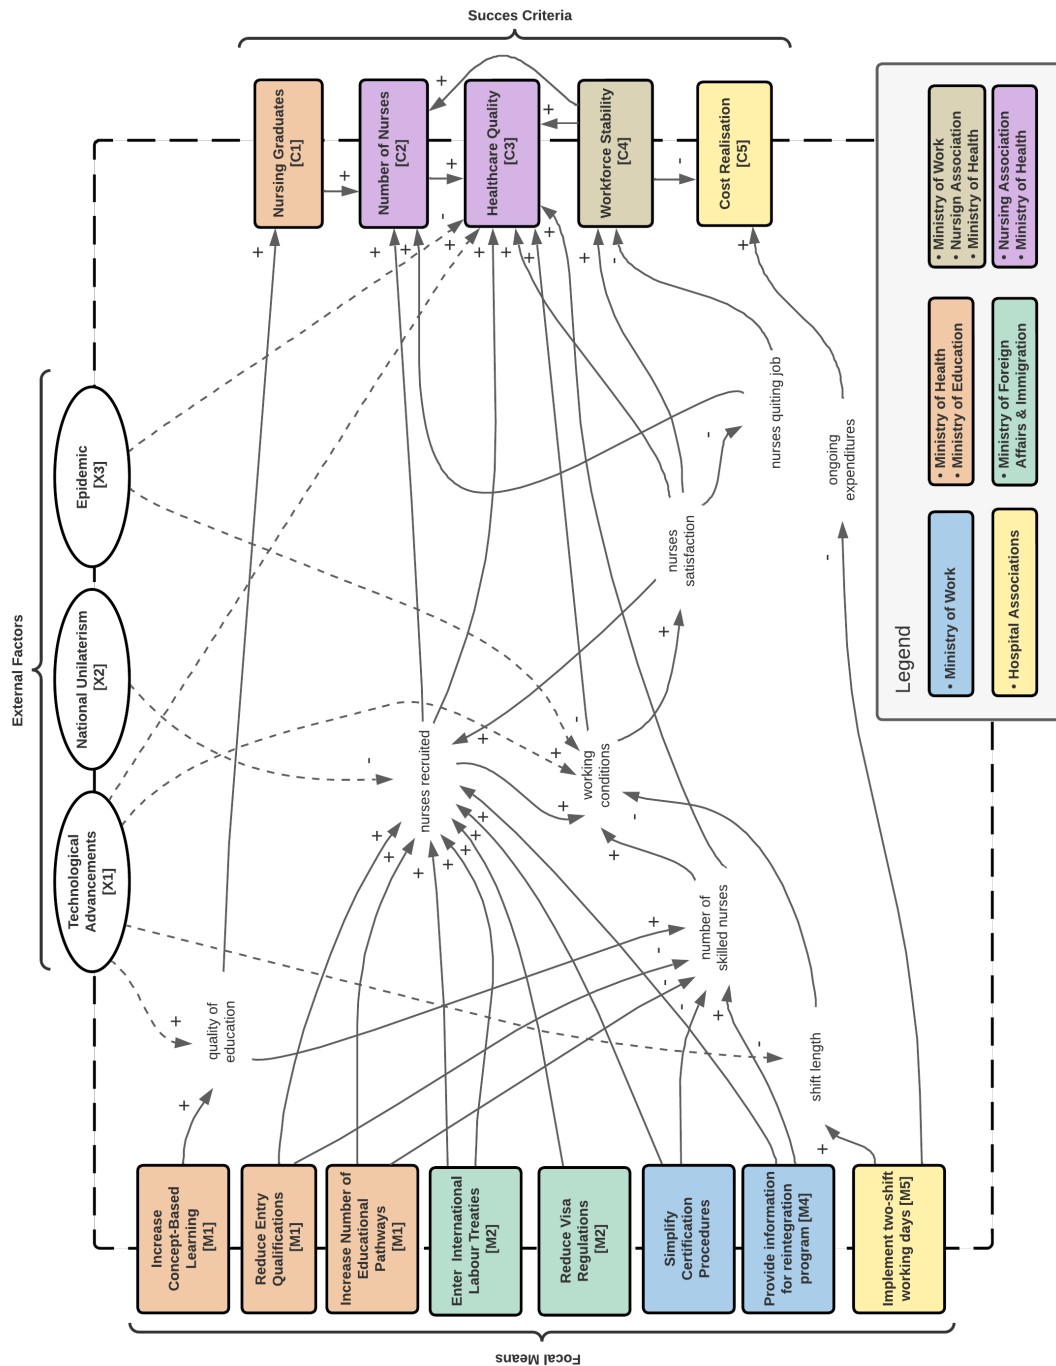 Succes Criteria
Nursing Graduates
[C1]
Number of Nurses
[C2]
Healthcare Quality
[C3]
Workforce Stability
[C4]
Cost Realisation
[C5]
External Factors
Technological
Advancements
[X1]
National Unilaterism
[X2]
Epidemic
[X3]
quality of
education
nurses recruited
working
conditions
nurses
satisfaction
nurses quiting job
ongoing
expenditures
number of
skilled nurses
shift length
Increase
Concept-Based
Learning
[M1]
Reduce Entry
Qualifications
[M1]
Increase Number of
Educational
Pathways
[M1]
Enter International
Labour Treaties
[M2]
Reduce Visa
Regulations
[M2]
Simplify
Certification
Procedures
Provide information
for reintegration
program [M4]
Implement two-shift
working days [M5]
Focal Means
Legend
• Ministry of Work
• Ministry of Health
• Ministry of Education
• Ministry of Work
• Nursign Association
• Ministry of Health
• Hospital Associations
• Ministry of Foreign
Affairs & Immigration
• Nursing Association
• Ministry of Health